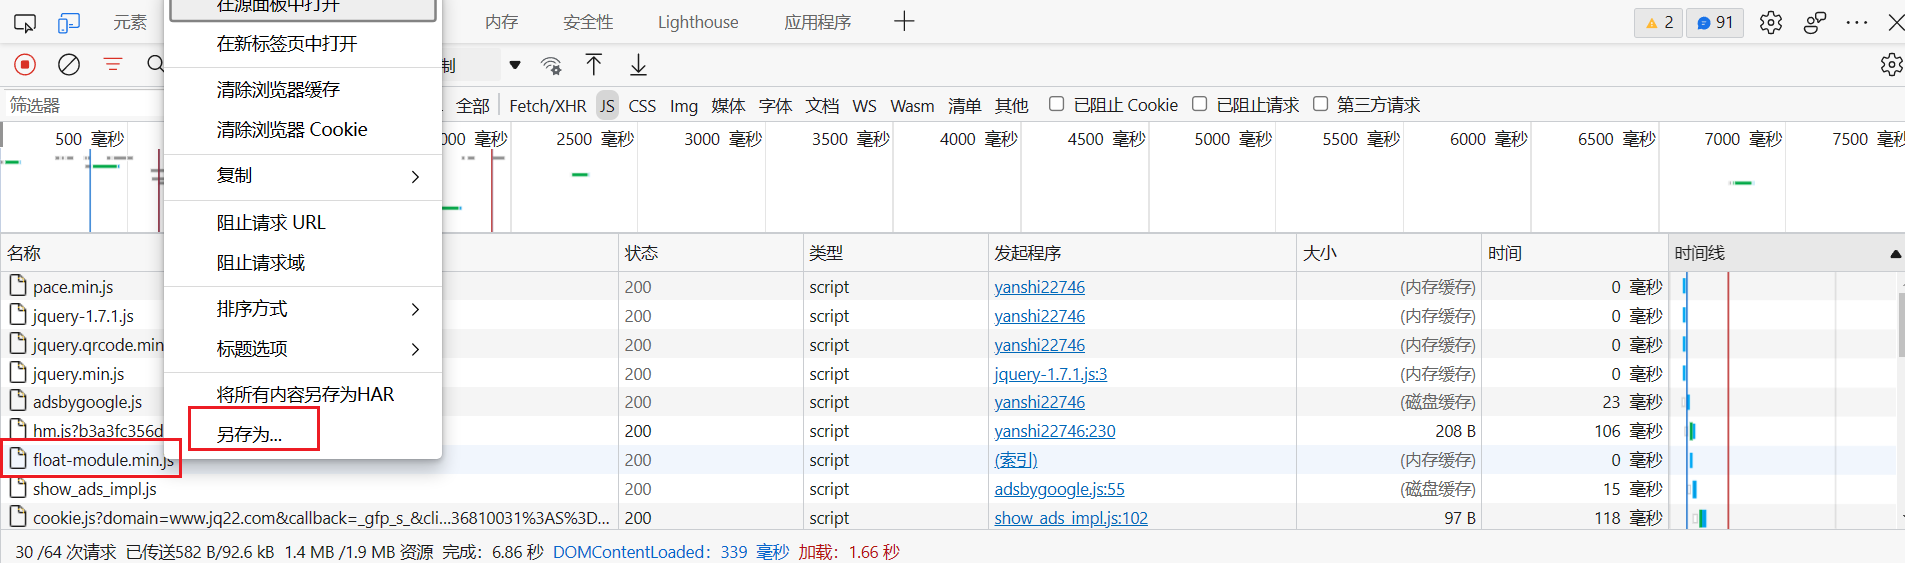 在源面板中打开
元素
内存
安全性
Lighthouse
应用程序
2
91
在新标签页中打开
制
清除浏览器缓存
筛选器
全部
Fetch/XHR
JS
CSS
Img
媒体
字体
文档
WS
Wasm
清单
其他
已阻止 Cookie
已阻止请求
第三方请求
清除浏览器 Cookie
500 毫秒
000 毫秒
2500 毫秒
3000 毫秒
3500 毫秒
4000 毫秒
4500 毫秒
5000 毫秒
5500 毫秒
6000 毫秒
6500 毫秒
7000 毫秒
7500 毫秒
复制
阻止请求 URL
阻止请求域
排序方式
标题选项
将所有内容另存为HAR
另存为...
名称
状态
类型
发起程序
大小
时间
时间线
pace.min.js
200
script
yanshi22746
(内存缓存)
0 毫秒
jquery-1.7.1.js
200
script
yanshi22746
(内存缓存)
0 毫秒
jquery.qrcode.min
200
script
yanshi22746
(内存缓存)
0 毫秒
jquery.min.js
200
script
jquery-1.7.1.js:3
(内存缓存)
0 毫秒
adsbygoogle.js
200
script
yanshi22746
(磁盘缓存)
23 毫秒
hm.js?b3a3fc356d
200
script
yanshi22746:230
208 B
106 毫秒
float-module.min.js
200
script
(索引)
(内存缓存)
0 毫秒
show_ads_impl.js
200
script
adsbygoogle.js:55
(磁盘缓存)
15 毫秒
cookie.js?domain=www.jq22.com&callback=_gfp_s_&cli...36810031%3AS%3D...
200
script
show_ads_impl.js:102
97 B
118 毫秒
30 /64 次请求 已传送582 B/92.6 kB 1.4 MB /1.9 MB 资源 完成：6.86 秒 DOMContentLoaded：339 毫秒 加载：1.66 秒